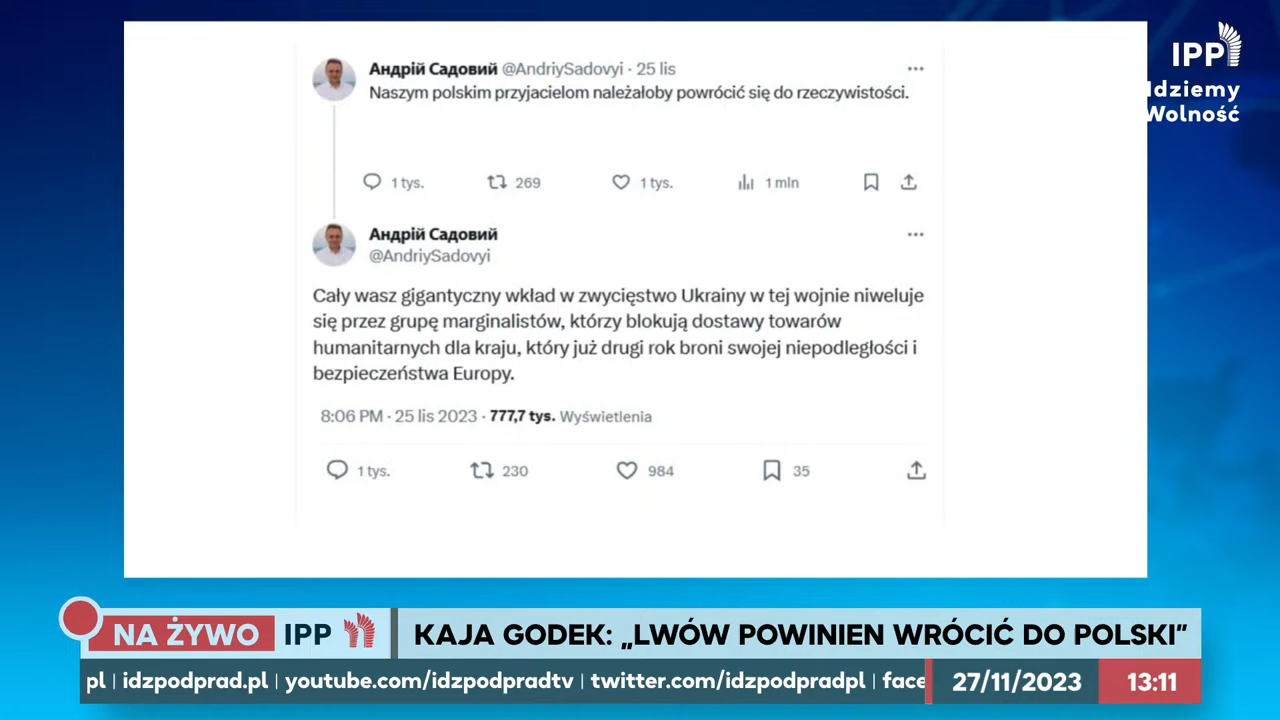 IPP
Idziemy
Wolność
Андрій Садовий @AndriySadovyi · 25 lis
Naszym polskim przyjacielom należałoby powrócić się do rzeczywistości.
1 tys. 269 1 tys. 1 mln
Андрій Садовий
@AndriySadovyi
Cały wasz gigantyczny wkład w zwycięstwo Ukrainy w tej wojnie niweluje
się przez grupę marginalistów, którzy blokują dostawy towarów
humanitarnych dla kraju, który już drugi rok broni swojej niepodległości i
bezpieczeństwa Europy.
8:06 PM · 25 lis 2023 · 777,7 tys. Wyświetlenia
1 tys. 230 984 35
NA ŻYWO IPP KAJA GODEK: „LWÓW POWINIEN WRÓCIĆ DO POLSKI”
pl | idzpodprad.pl | youtube.com/idzpodpradtv | twitter.com/idzpodpradpl | face 27/11/2023 13:11